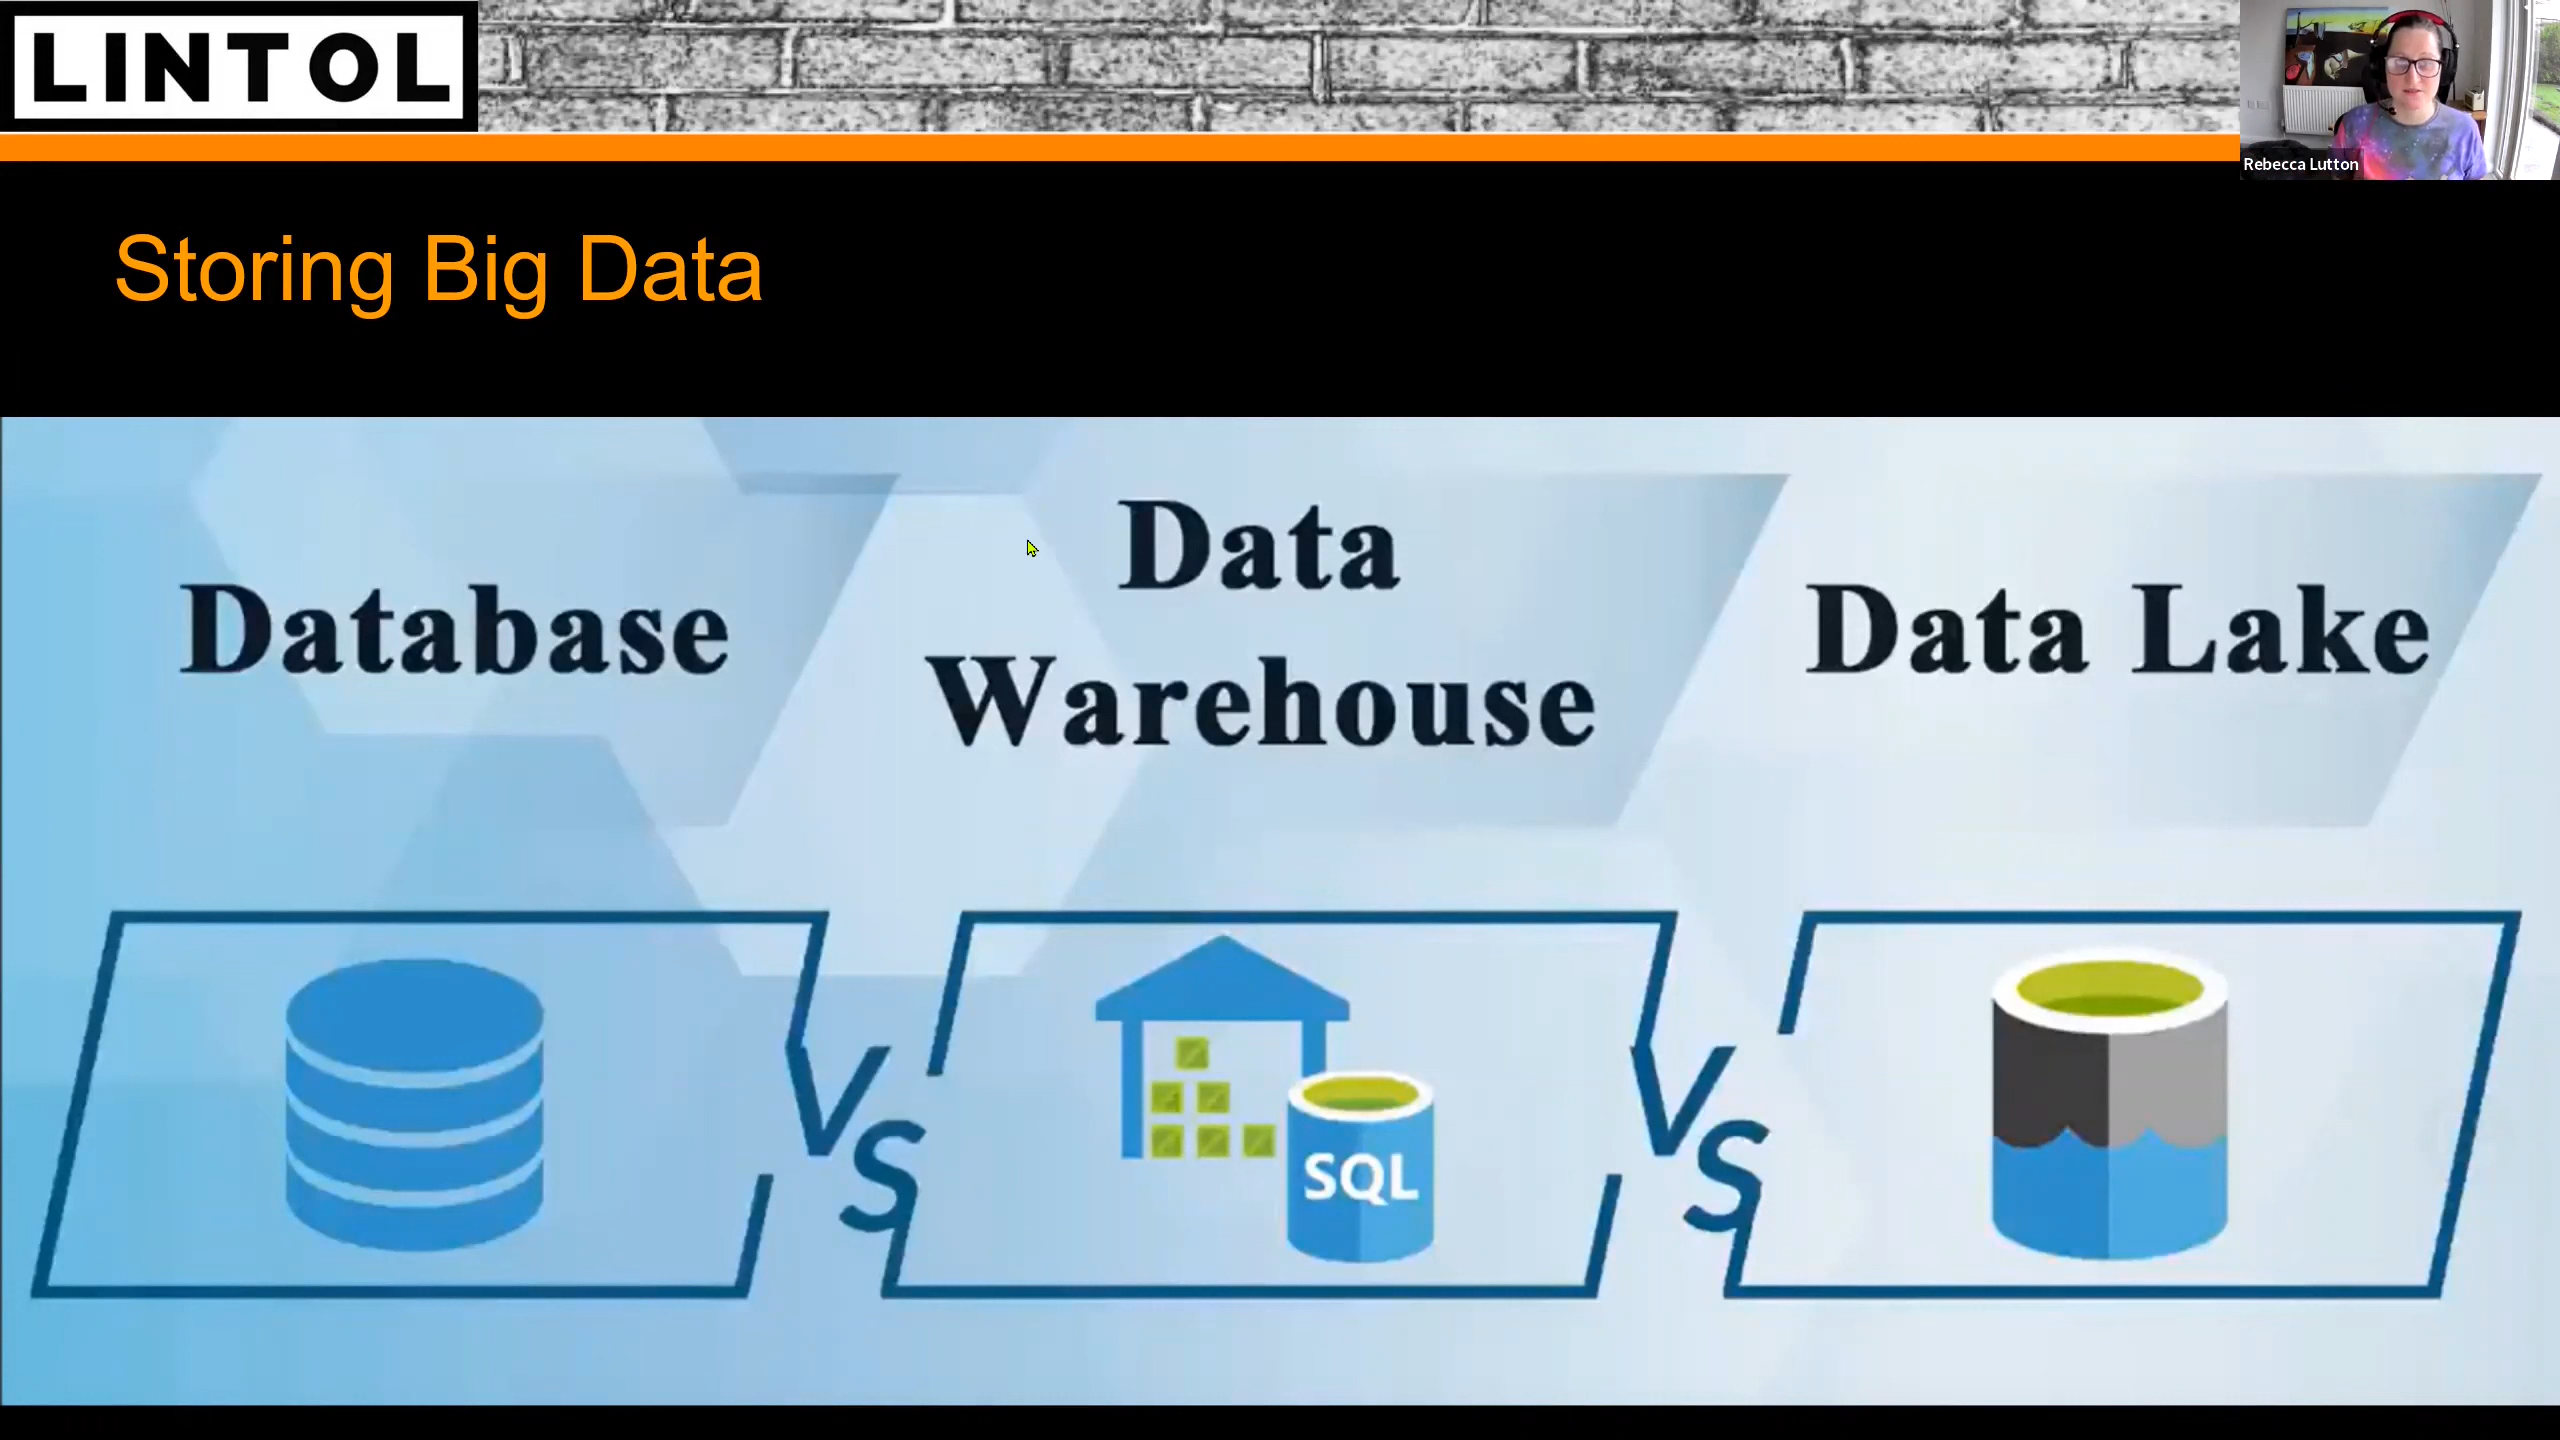 LINTOL
Rebecca Lutton
Storing Big Data
Database
Data
Warehouse
Data Lake
VS
SQL
VS